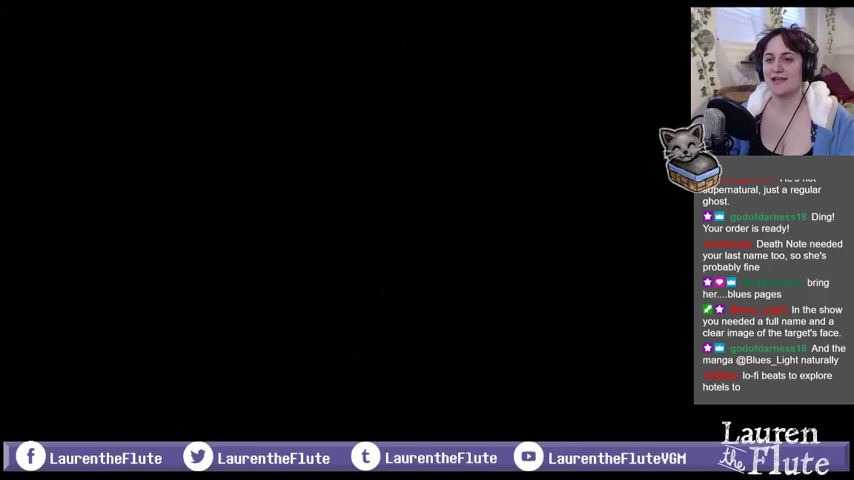 supernatural, just a regular
ghost.
godofdarness18 Ding!
Your order is ready!
Death Note needed
your last name too, so she's
probably fine
bring
her....blues pages
In the show
you needed a full name and a
clear image of the target's face.
godofdarness18 And the
manga @Blues_Light naturally
lo-fi beats to explore
hotels to
LaurentheFlute
LaurentheFlute
LaurentheFlute
LaurentheFluteVGM
Lauren
the Flute